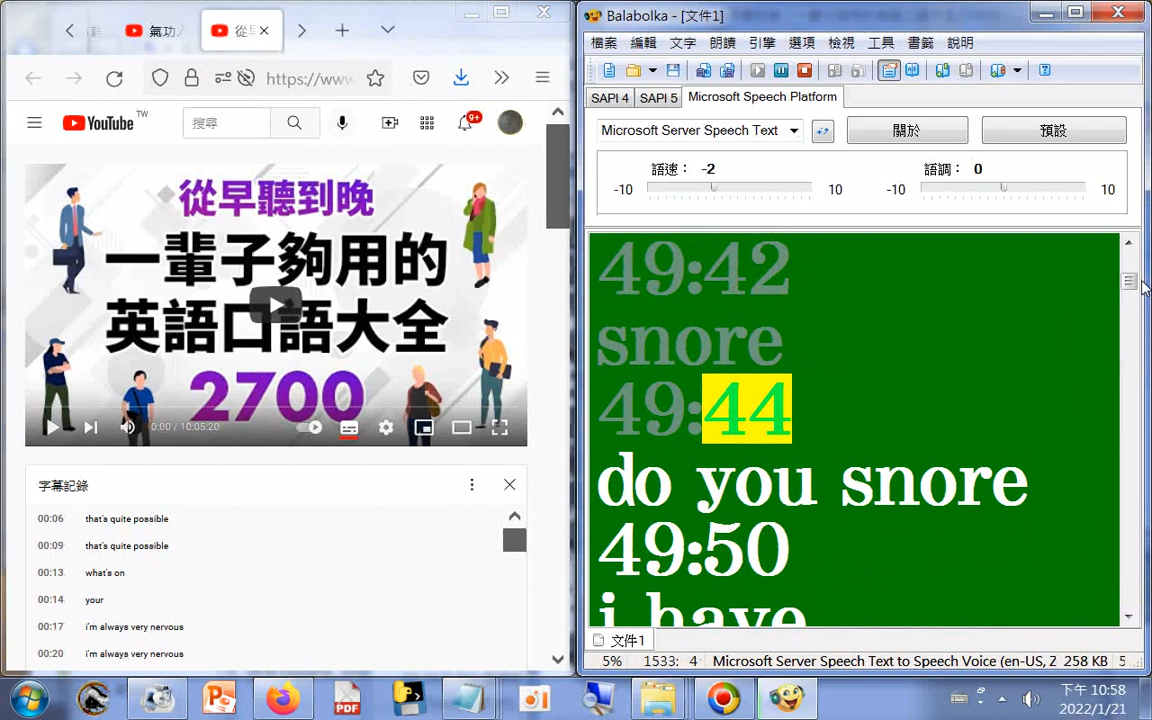 氣功入
從早
https://www
YouTube TW
搜尋
9+
從早聽到晚
一輩子夠用的
英語口語大全
2700
0:00 / 10:05:20
字幕記錄
00:06 that's quite possible
00:09 that's quite possible
00:13 what's on
00:14 your
00:17 i'm always very nervous
00:20 i'm always very nervous
Balabolka - [文件1]
檔案 編輯 文字 朗讀 引擎 選項 檢視 工具 書籤 說明
SAPI 4 SAPI 5 Microsoft Speech Platform
Microsoft Server Speech Text 關於 預設
語速： -2 語調： 0
-10 10 -10 10
49:42
snore
49:44
do you snore
49:50
i have
文件1
5% 1533: 4 Microsoft Server Speech Text to Speech Voice (en-US, Z 258 KB 5
PDF
下午 10:58
2022/1/21